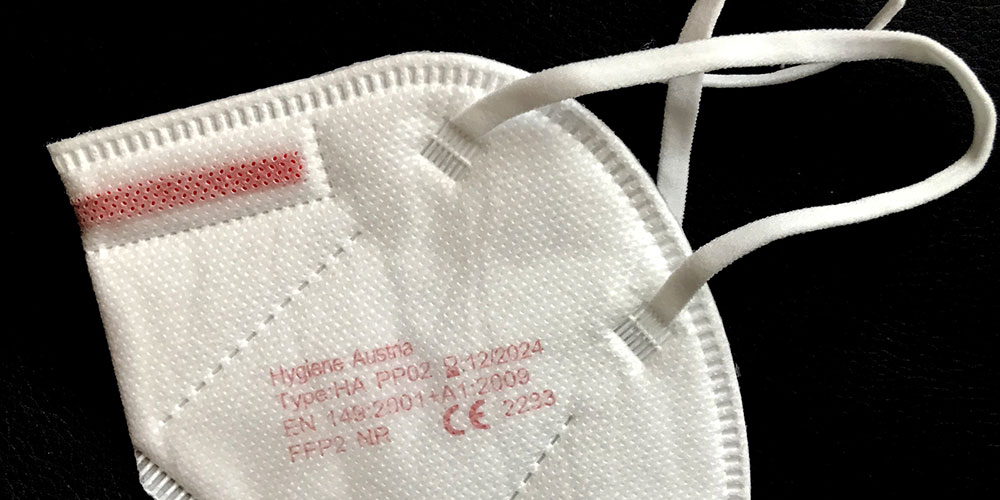 Hygiene Austria
Type:HA PP02 ⌛:12/2024
EN 149:2001+A1:2009
FFP2 NR CE 2233